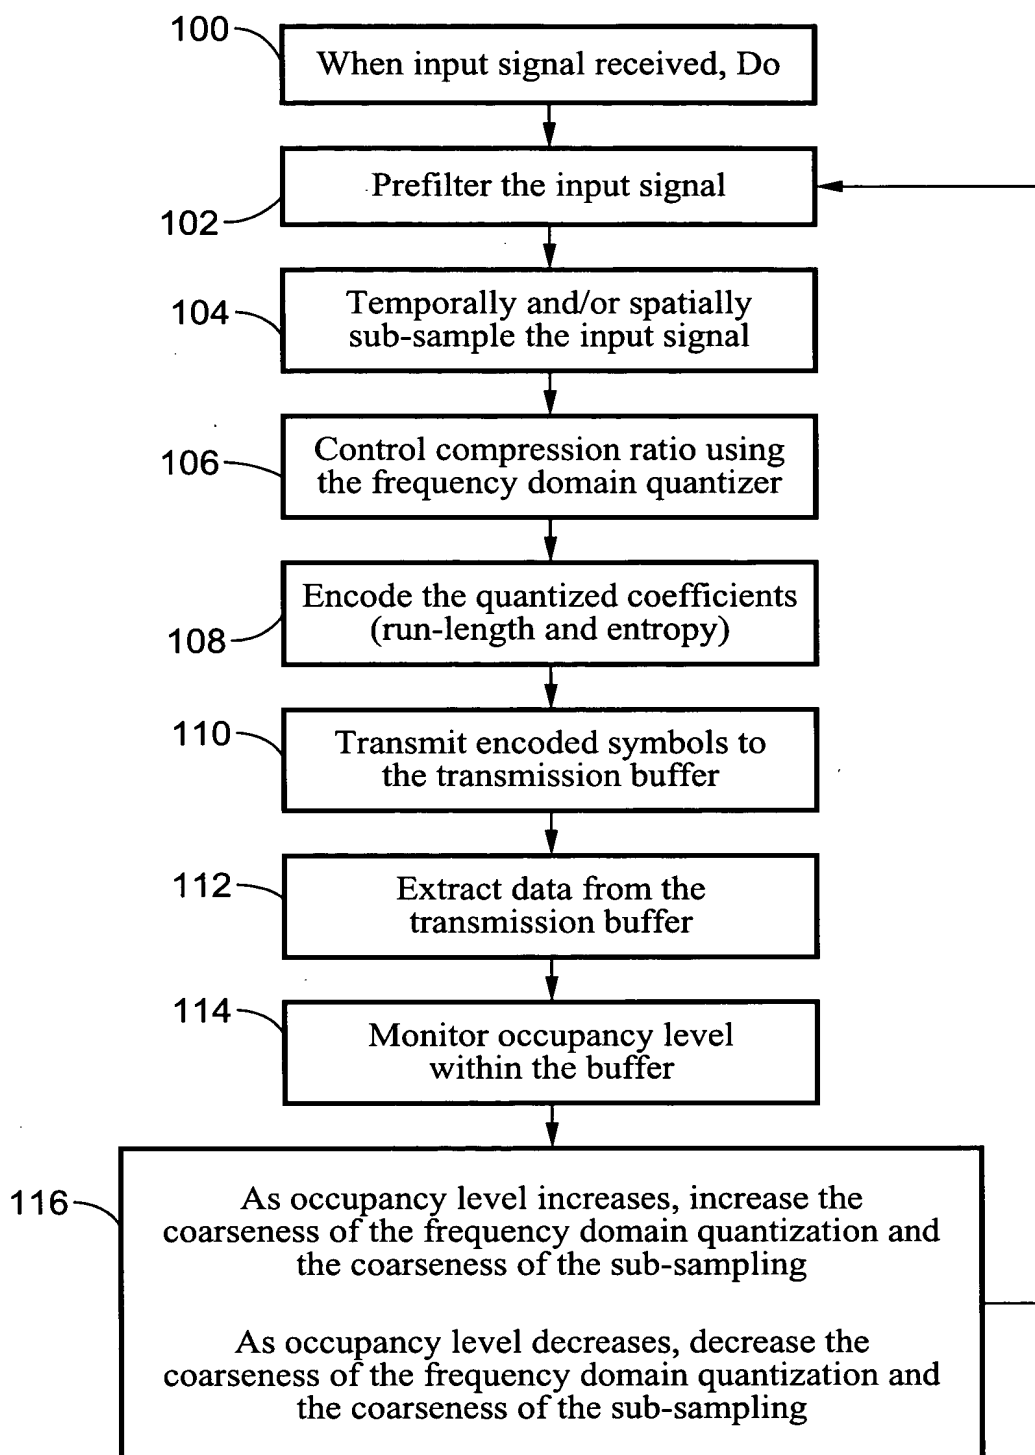 100
When input signal received, Do
Prefilter the input signal
102
104
Temporally and/or spatially
sub-sample the input signal
106
Control compression ratio using
the frequency domain quantizer
108
Encode the quantized coefficients
(run-length and entropy)
110
Transmit encoded symbols to
the transmission buffer
112
Extract data from the
transmission buffer
114
Monitor occupancy level
within the buffer
116
As occupancy level increases, increase the
coarseness of the frequency domain quantization and
the coarseness of the sub-sampling
As occupancy level decreases, decrease the
coarseness of the frequency domain quantization and
the coarseness of the sub-sampling